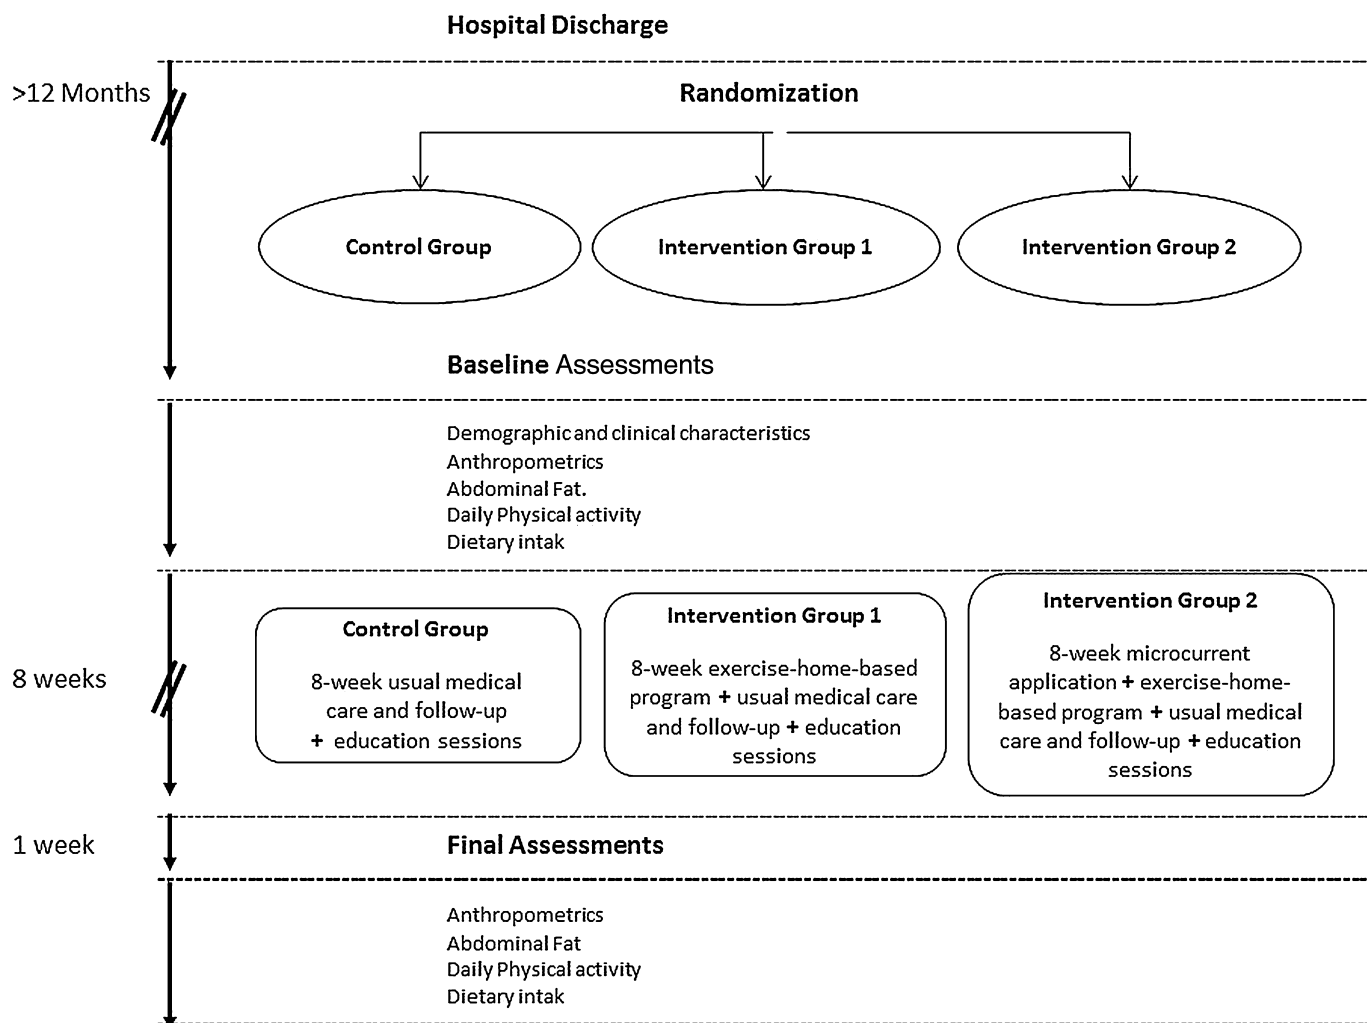 Hospital Discharge
>12 Months
Randomization
Control Group
Intervention Group 1
Intervention Group 2
Baseline Assessments
Demographic and clinical characteristics
Anthropometrics
Abdominal Fat.
Daily Physical activity
Dietary intak
8 weeks
Control Group
8-week usual medical
care and follow-up
+ education sessions
Intervention Group 1
8-week exercise-home-based
program + usual medical care
and follow-up + education
sessions
Intervention Group 2
8-week microcurrent
application + exercise-home-
based program + usual medical
care and follow-up + education
sessions
1 week
Final Assessments
Anthropometrics
Abdominal Fat
Daily Physical activity
Dietary intak